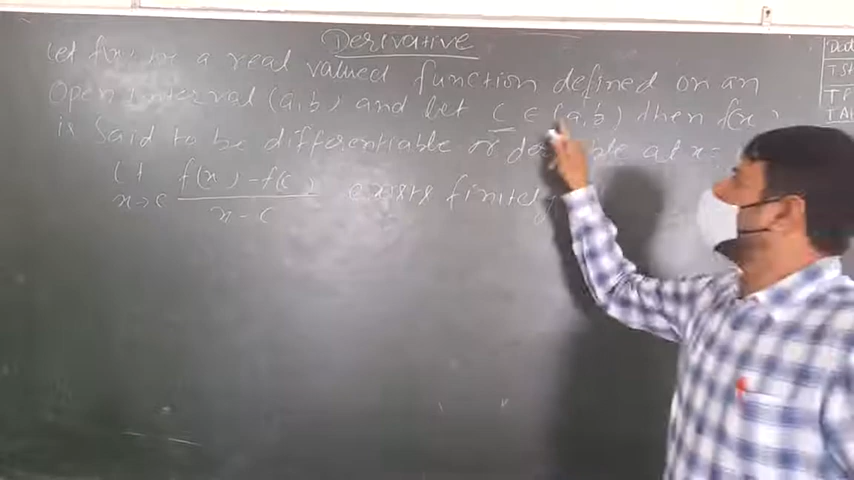 Derivative
Let f(x) be a real valued function defined on an
Open interval (a,b) and let C ∈ (a,b) then f(x)
is Said to be differentiable or at x=
Lt x→c f(x) - f(c) / x - c exists finitely